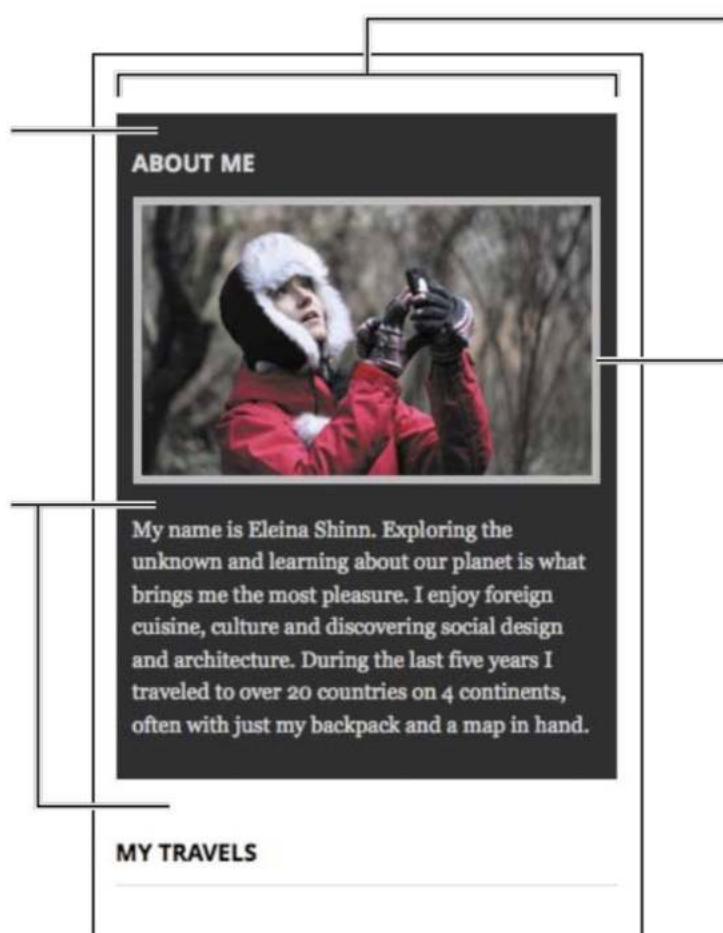 ABOUT ME
My name is Eleina Shinn. Exploring the
unknown and learning about our planet is what
brings me the most pleasure. I enjoy foreign
cuisine, culture and discovering social design
and architecture. During the last five years I
traveled to over 20 countries on 4 continents,
often with just my backpack and a map in hand.
MY TRAVELS